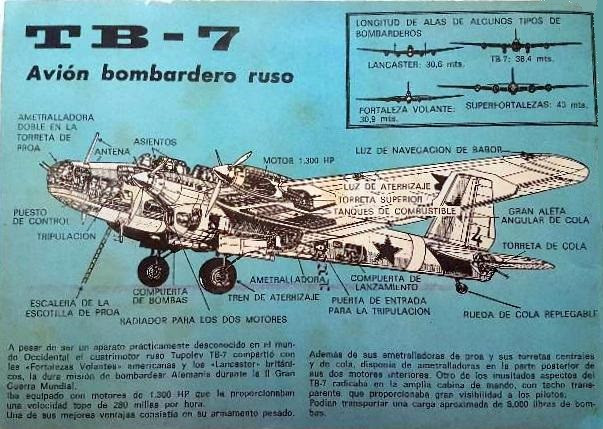 TB-7
Avión bombardero ruso
LONGITUD DE ALAS DE ALGUNOS TIPOS DE
BOMBARDEROS
LANCASTER: 30,6 mts.
TB-7: 38,4 mts.
FORTALEZA VOLANTE:
30,9 mts.
SUPERFORTALEZAS: 43 mts.
AMETRALLADORA
DOBLE EN LA
TORRETA DE
PROA
ANTENA
ASIENTOS
MOTOR 1.300 HP
LUZ DE NAVEGACION DE BABOR
LUZ DE ATERRIZAJE
TORRETA SUPERIOR
TANQUES DE COMBUSTIBLE
GRAN ALETA
ANGULAR DE COLA
TORRETA DE COLA
PUESTO
DE CONTROL
TRIPULACION
ESCALERA DE LA
ESCOTILLA DE PROA
COMPUERTA
DE BOMBAS
RADIADOR PARA LOS DOS MOTORES
AMETRALLADORA
TREN DE ATERRIZAJE
COMPUERTA DE
LANZAMIENTO
PUERTA DE ENTRADA
PARA LA TRIPULACION
RUEDA DE COLA REPLEGABLE
4
A pesar de ser un aparato prácticamente desconocido en el mun-
do Occidental el cuatrimotor ruso Tupolev TB-7 compartió con
las «Fortalezas Volantes» americanas y los «Lancaster» británi-
cos, la dura misión de bombardear Alemania durante la II Gran
Guerra Mundial.
Iba equipado con motores de 1.300 HP que la proporcionaban
una velocidad tope de 280 millas por hora.
Una de sus mejores ventajas consistía en su armamento pesado.
Además de sus ametralladoras de proa y sus torretas centrales
y de cola, disponía de ametralladoras en la parte posterior de
sus dos motores interiores. Otro de los inusitados aspectos del
TB-7 radicaba en la amplia cabina de mando, con techo trans-
parente, que proporcionaba gran visibilidad a los pilotos.
Podían transportar una carga aproximada de 9.000 libras de bom-
bas.